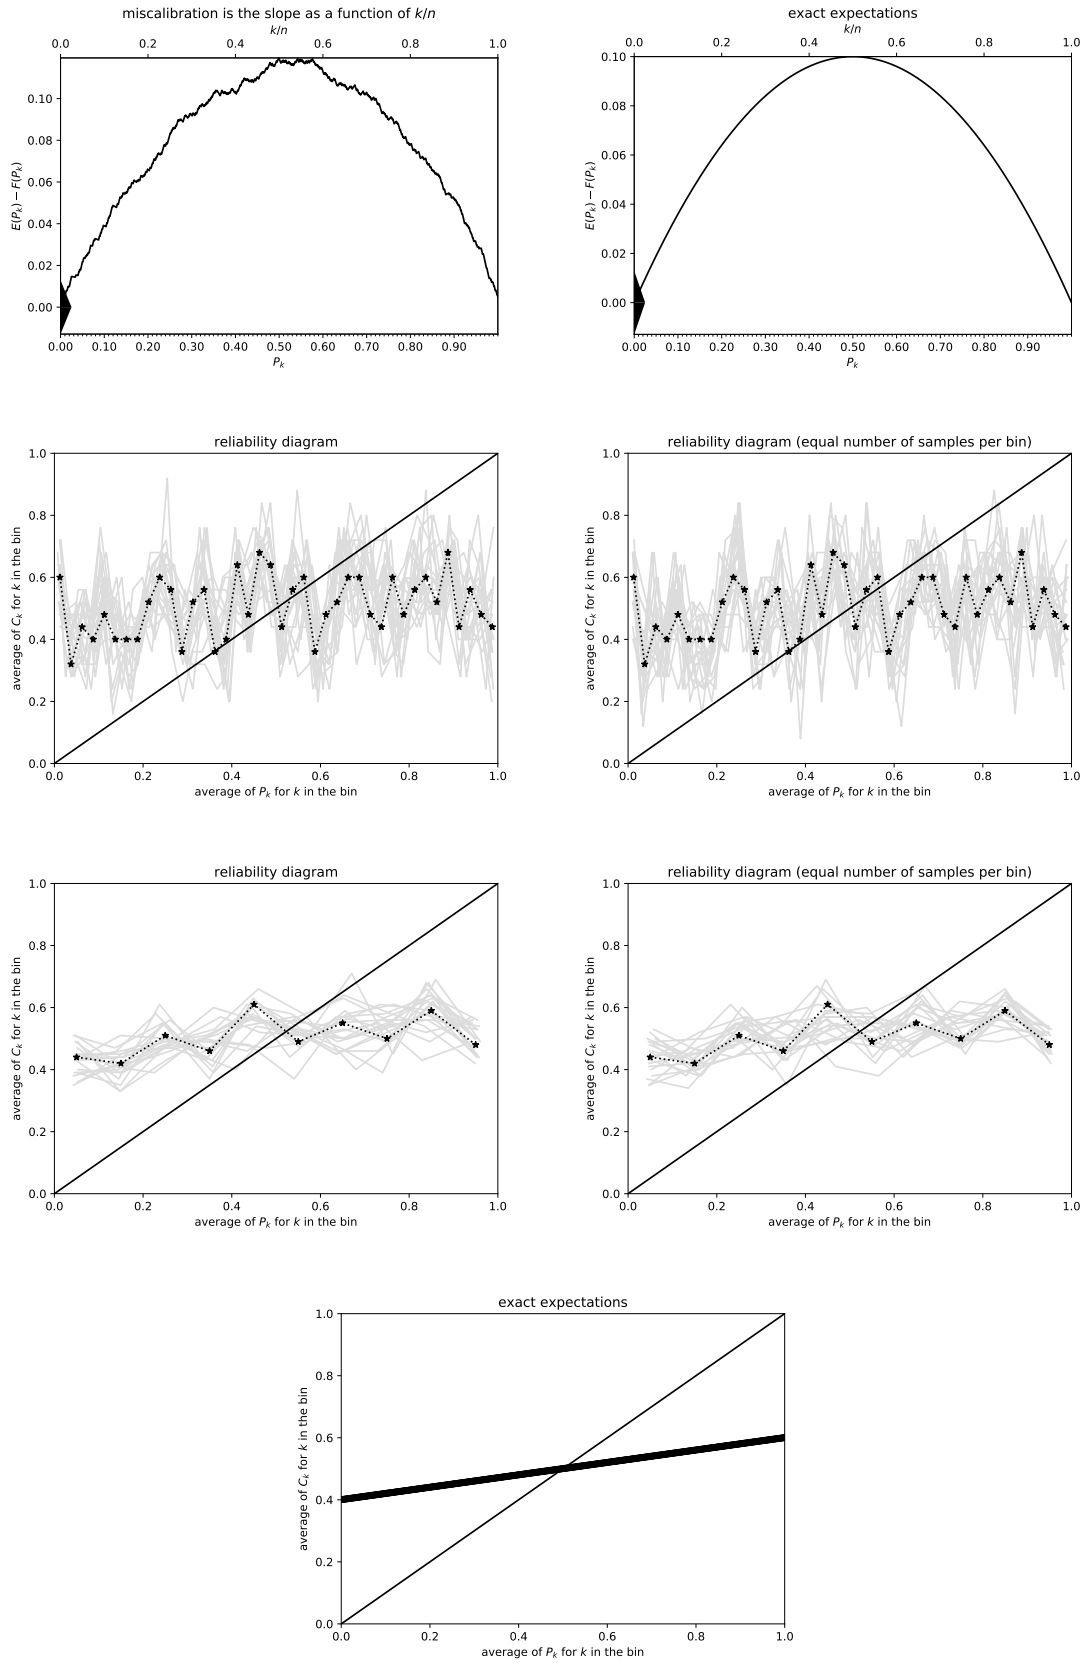 miscalibration is the slope as a function of k/n
k/n
0.0 0.2 0.4 0.6 0.8 1.0
0.10
0.08
0.06
0.04
0.02
0.00
E(P_k) − F(P_k)
0.00 0.10 0.20 0.30 0.40 0.50 0.60 0.70 0.80 0.90
P_k
exact expectations
k/n
0.0 0.2 0.4 0.6 0.8 1.0
0.10
0.08
0.06
0.04
0.02
0.00
E(P_k) − F(P_k)
0.00 0.10 0.20 0.30 0.40 0.50 0.60 0.70 0.80 0.90
P_k
reliability diagram
1.0
0.8
0.6
0.4
0.2
0.0
average of C_k for k in the bin
0.0 0.2 0.4 0.6 0.8 1.0
average of P_k for k in the bin
reliability diagram (equal number of samples per bin)
1.0
0.8
0.6
0.4
0.2
0.0
average of C_k for k in the bin
0.0 0.2 0.4 0.6 0.8 1.0
average of P_k for k in the bin
reliability diagram
1.0
0.8
0.6
0.4
0.2
0.0
average of C_k for k in the bin
0.0 0.2 0.4 0.6 0.8 1.0
average of P_k for k in the bin
reliability diagram (equal number of samples per bin)
1.0
0.8
0.6
0.4
0.2
0.0
average of C_k for k in the bin
0.0 0.2 0.4 0.6 0.8 1.0
average of P_k for k in the bin
exact expectations
1.0
0.8
0.6
0.4
0.2
0.0
average of C_k for k in the bin
0.0 0.2 0.4 0.6 0.8 1.0
average of P_k for k in the bin